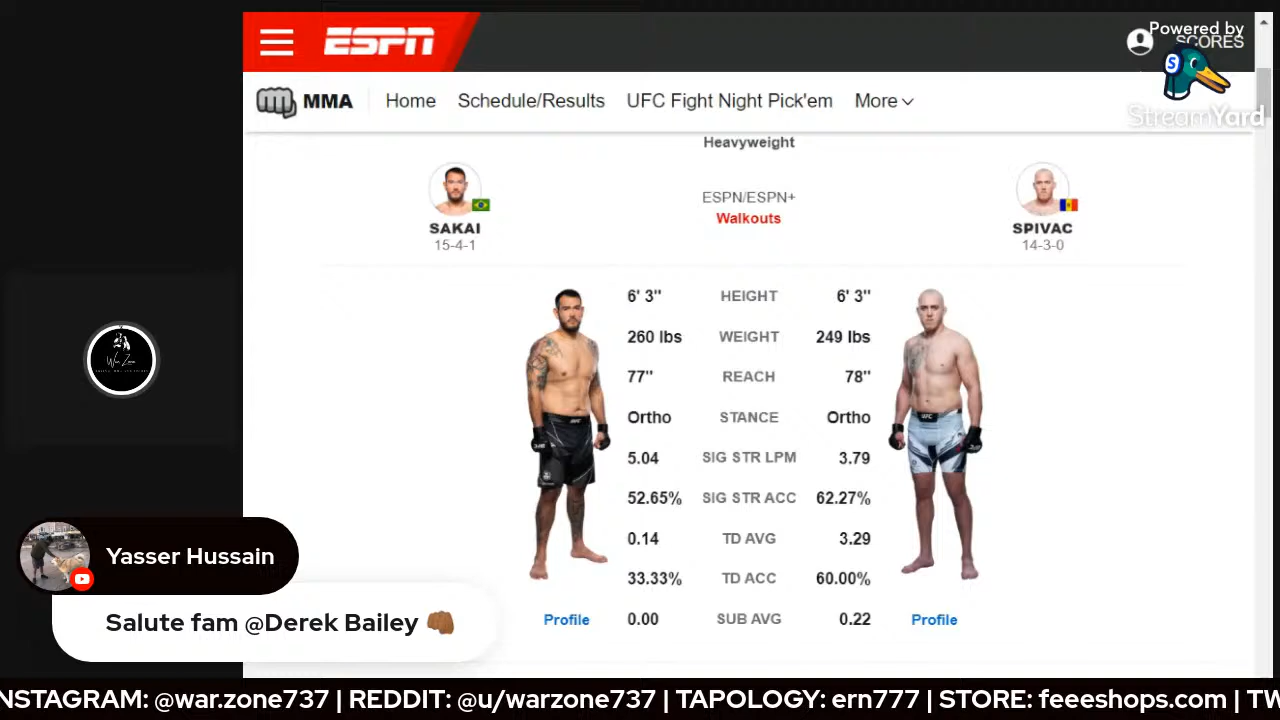 ESPN
SCORES
Powered by
StreamYard
MMA Home Schedule/Results UFC Fight Night Pick'em More
Heavyweight
ESPN/ESPN+
Walkouts
SAKAI
15-4-1
SPIVAC
14-3-0
6' 3" HEIGHT 6' 3"
260 lbs WEIGHT 249 lbs
77" REACH 78"
Ortho STANCE Ortho
5.04 SIG STR LPM 3.79
52.65% SIG STR ACC 62.27%
0.14 TD AVG 3.29
33.33% TD ACC 60.00%
Profile 0.00 SUB AVG 0.22 Profile
War Zone
Yasser Hussain
Salute fam @Derek Bailey 👊🏾
NSTAGRAM: @war.zone737 | REDDIT: @u/warzone737 | TAPOLOGY: ern777 | STORE: feeeshops.com | TW